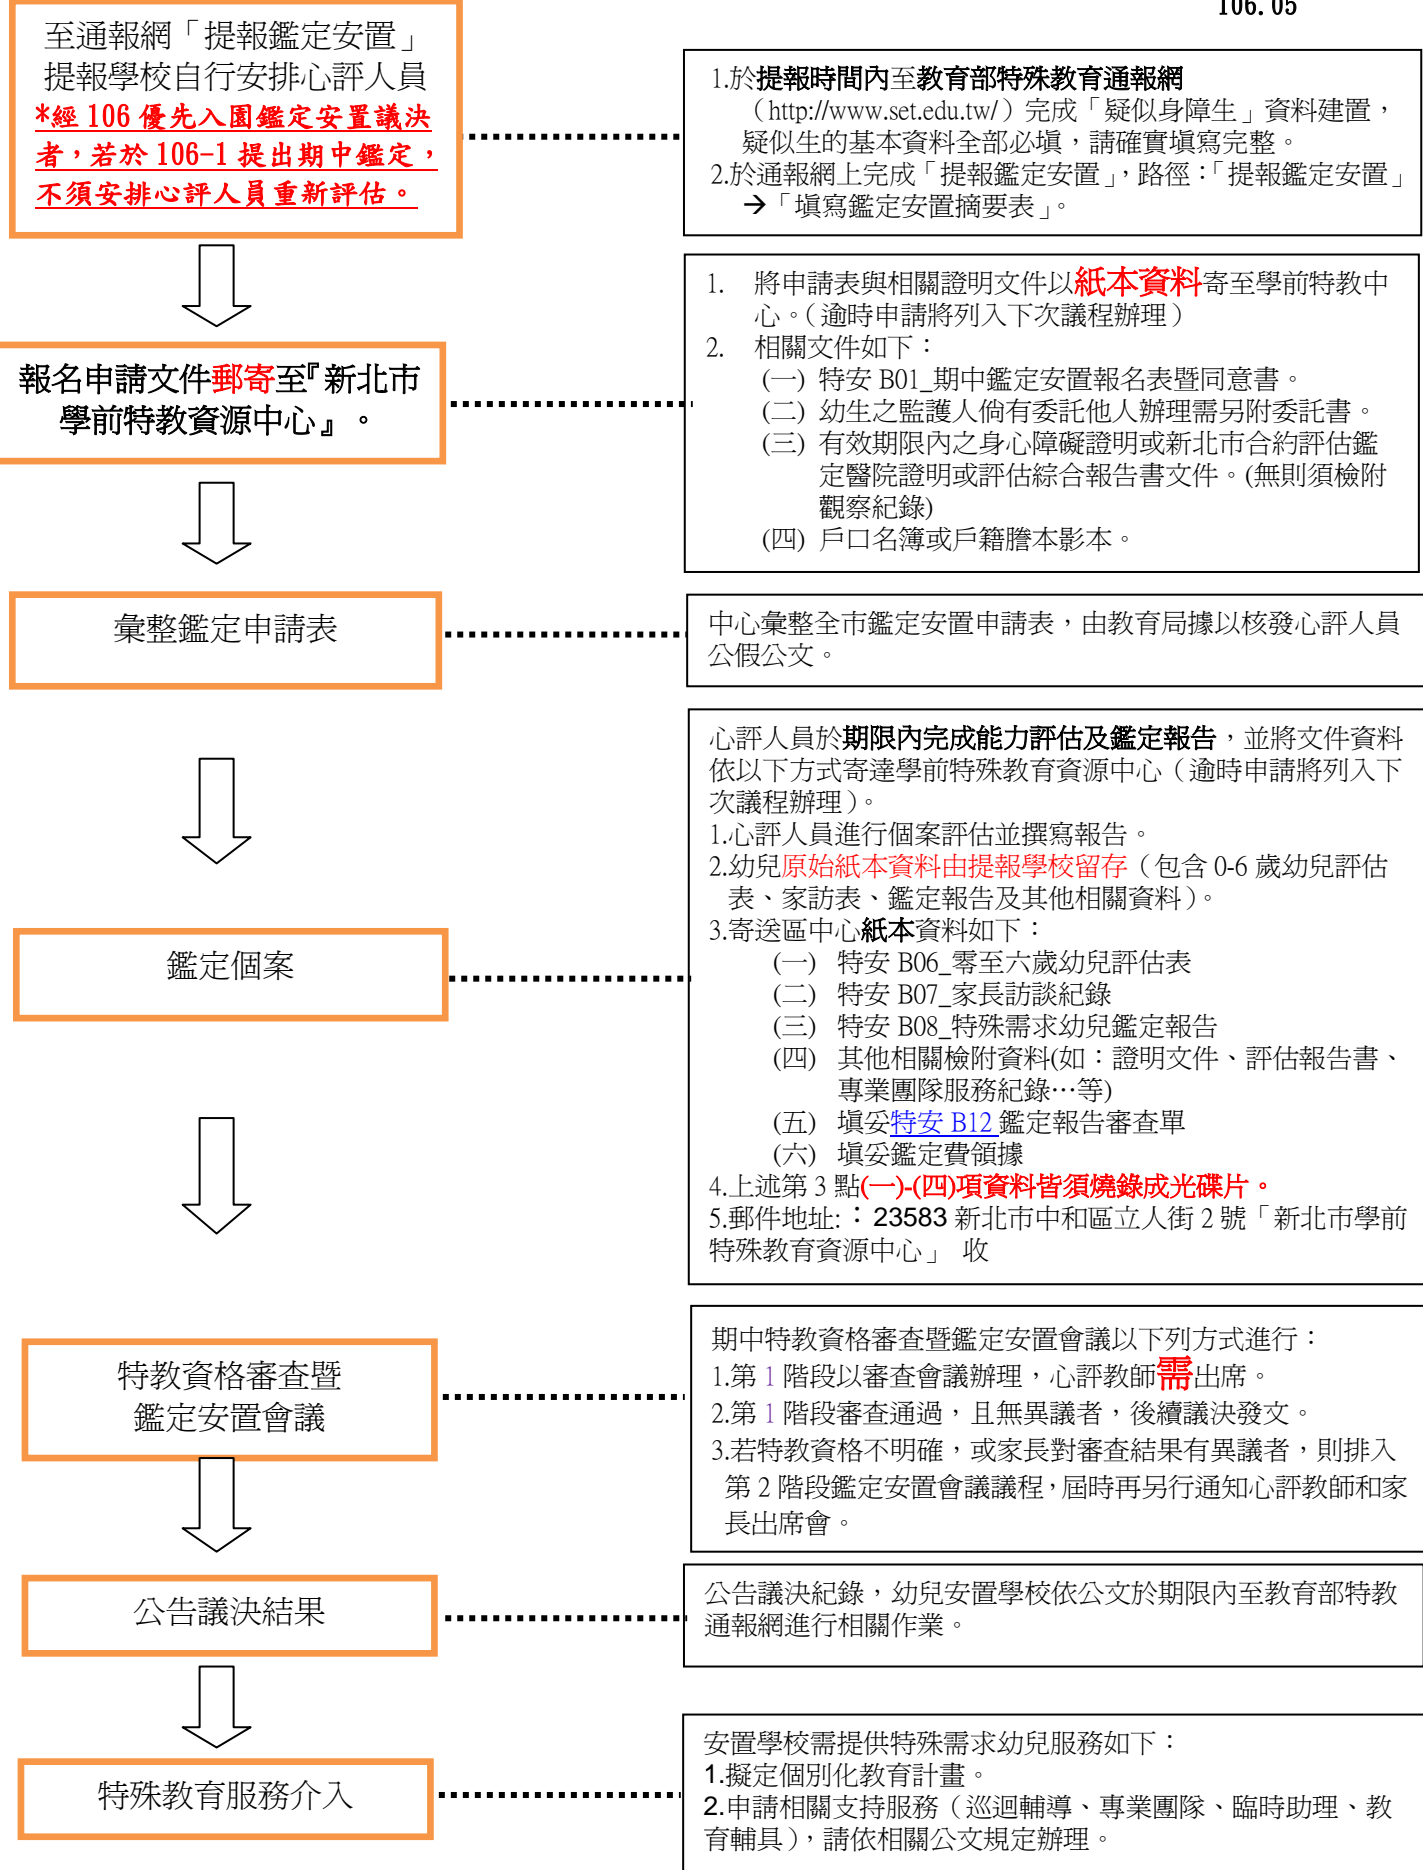 106.05
至通報網「提報鑑定安置」
提報學校自行安排心評人員
*經 106 優先入園鑑定安置議決
者，若於 106-1 提出期中鑑定，
不須安排心評人員重新評估。
1.於提報時間內至教育部特殊教育通報網
（http://www.set.edu.tw/）完成「疑似身障生」資料建置，
疑似生的基本資料全部必填，請確實填寫完整。
2.於通報網上完成「提報鑑定安置」，路徑：「提報鑑定安置」
→「填寫鑑定安置摘要表」。
報名申請文件郵寄至『新北市
學前特教資源中心』。
1. 將申請表與相關證明文件以紙本資料寄至學前特教中
心。（逾時申請將列入下次議程辦理）
2. 相關文件如下：
(一) 特安 B01_期中鑑定安置報名表暨同意書。
(二) 幼生之監護人倘有委託他人辦理需另附委託書。
(三) 有效期限內之身心障礙證明或新北市合約評估鑑
定醫院證明或評估綜合報告書文件。(無則須檢附
觀察紀錄)
(四) 戶口名簿或戶籍謄本影本。
彙整鑑定申請表
中心彙整全市鑑定安置申請表，由教育局據以核發心評人員
公假公文。
鑑定個案
心評人員於期限內完成能力評估及鑑定報告，並將文件資料
依以下方式寄達學前特殊教育資源中心（逾時申請將列入下
次議程辦理）。
1.心評人員進行個案評估並撰寫報告。
2.幼兒原始紙本資料由提報學校留存（包含 0-6 歲幼兒評估
表、家訪表、鑑定報告及其他相關資料）。
3.寄送區中心紙本資料如下：
(一) 特安 B06_零至六歲幼兒評估表
(二) 特安 B07_家長訪談紀錄
(三) 特安 B08_特殊需求幼兒鑑定報告
(四) 其他相關檢附資料(如：證明文件、評估報告書、
專業團隊服務紀錄…等)
(五) 填妥特安 B12 鑑定報告審查單
(六) 填妥鑑定費領據
4.上述第 3 點(一)-(四)項資料皆須燒錄成光碟片。
5.郵件地址:：23583 新北市中和區立人街 2 號「新北市學前
特殊教育資源中心」 收
特教資格審查暨
鑑定安置會議
期中特教資格審查暨鑑定安置會議以下列方式進行：
1.第 1 階段以審查會議辦理，心評教師需出席。
2.第 1 階段審查通過，且無異議者，後續議決發文。
3.若特教資格不明確，或家長對審查結果有異議者，則排入
第 2 階段鑑定安置會議議程，屆時再另行通知心評教師和家
長出席會。
公告議決結果
公告議決紀錄，幼兒安置學校依公文於期限內至教育部特教
通報網進行相關作業。
特殊教育服務介入
安置學校需提供特殊需求幼兒服務如下：
1.擬定個別化教育計畫。
2.申請相關支持服務（巡迴輔導、專業團隊、臨時助理、教
育輔具），請依相關公文規定辦理。